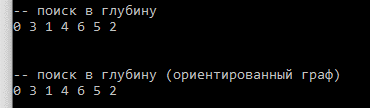 -- поиск в глубину
0 3 1 4 6 5 2
-- поиск в глубину (ориентированный граф)
0 3 1 4 6 5 2